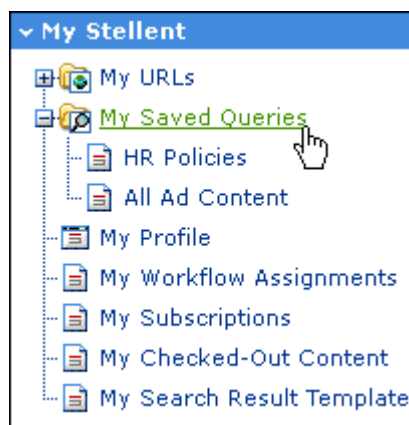 My Stellent
My URLs
My Saved Queries
HR Policies
All Ad Content
My Profile
My Workflow Assignments
My Subscriptions
My Checked-Out Content
My Search Result Template